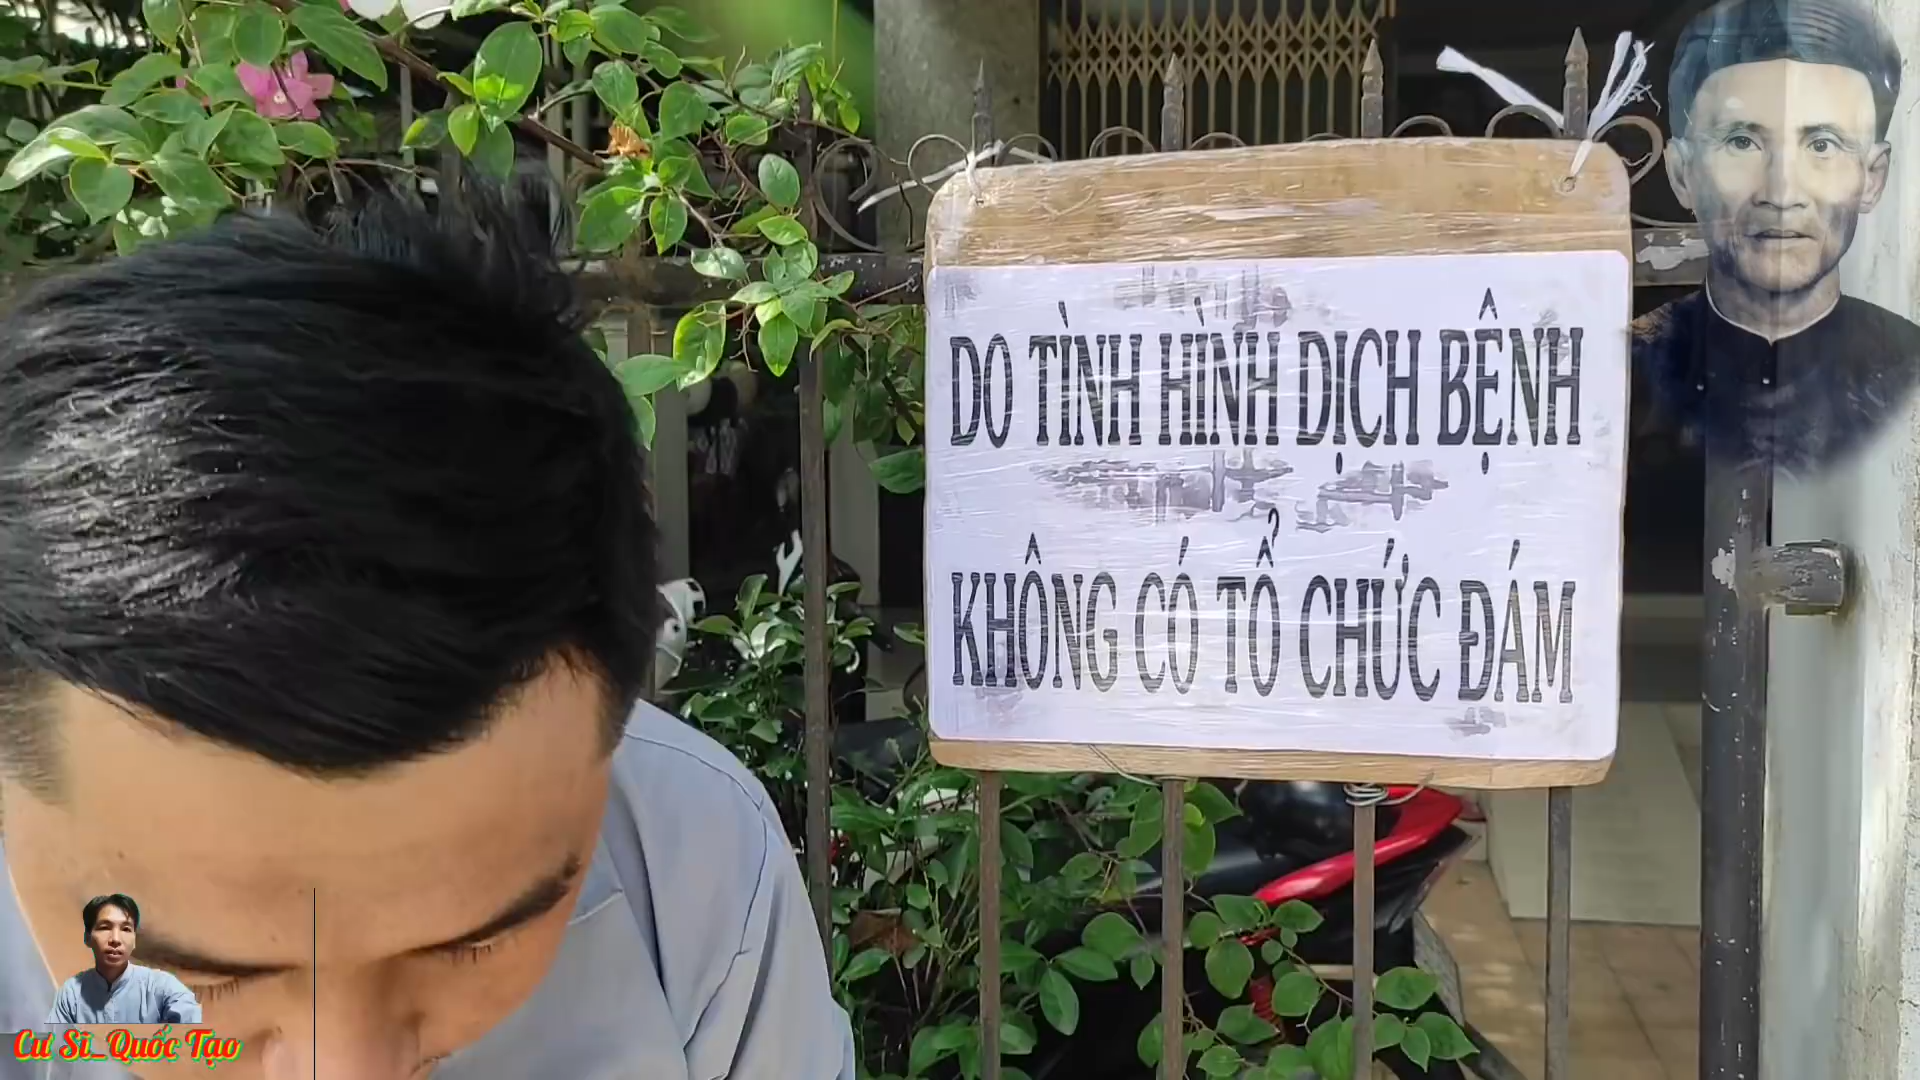 DO TÌNH HÌNH DỊCH BỆNH
KHÔNG CÓ TỔ CHỨC ĐÁM
Cư Sĩ_Quốc Tạo